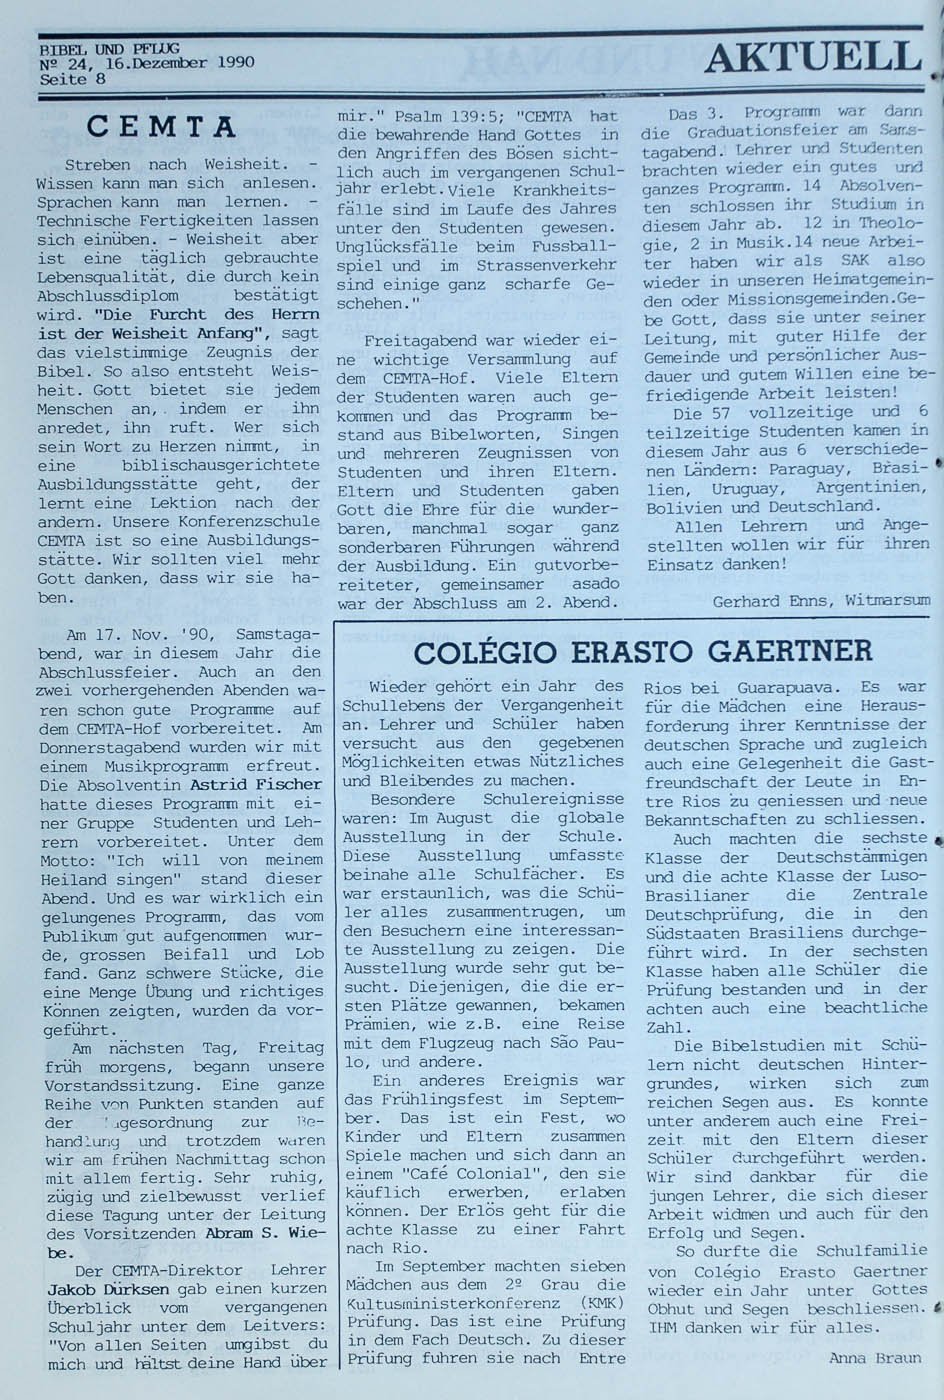 BIBEL UND PFLUG
Nº 24, 16.Dezember 1990
Seite 8
AKTUELL
CEMTA
Streben nach Weisheit. -
Wissen kann man sich anlesen.
Sprachen kann man lernen. -
Technische Fertigkeiten lassen
sich einüben. - Weisheit aber
ist eine täglich gebrauchte
Lebensqualität, die durch kein
Abschlussdiplom bestätigt
wird. "Die Furcht des Herrn
ist der Weisheit Anfang", sagt
das vielstimmige Zeugnis der
Bibel. So also entsteht Weis-
heit. Gott bietet sie jedem
Menschen an, indem er ihn
anredet, ihn ruft. Wer sich
sein Wort zu Herzen nimmt, in
eine biblischausgerichtete
Ausbildungsstätte geht, der
lernt eine Lektion nach der
andern. Unsere Konferenzschule
CEMTA ist so eine Ausbildungs-
stätte. Wir sollten viel mehr
Gott danken, dass wir sie ha-
ben.
Am 17. Nov. '90, Samstaga-
bend, war in diesem Jahr die
Abschlussfeier. Auch an den
zwei vorhergehenden Abenden wa-
ren schon gute Programme auf
dem CEMTA-Hof vorbereitet. Am
Donnerstagabend wurden wir mit
einem Musikprogramm erfreut.
Die Absolventin Astrid Fischer
hatte dieses Programm mit ei-
ner Gruppe Studenten und Leh-
rern vorbereitet. Unter dem
Motto: "Ich will von meinem
Heiland singen" stand dieser
Abend. Und es war wirklich ein
gelungenes Programm, das vom
Publikum gut aufgenommen wur-
de, grossen Beifall und Lob
fand. Ganz schwere Stücke, die
eine Menge Übung und richtiges
Können zeigten, wurden da vor-
geführt.
Am nächsten Tag, Freitag
früh morgens, begann unsere
Vorstandssitzung. Eine ganze
Reihe von Punkten standen auf
der Tagesordnung zur Be-
handlung und trotzdem waren
wir am frühen Nachmittag schon
mit allem fertig. Sehr ruhig,
zügig und zielbewusst verlief
diese Tagung unter der Leitung
des Vorsitzenden Abram S. Wie-
be.
Der CEMTA-Direktor Lehrer
Jakob Dürksen gab einen kurzen
Überblick vom vergangenen
Schuljahr unter dem Leitvers:
"Von allen Seiten umgibst du
mich und hältst deine Hand über
mir." Psalm 139:5; "CEMTA hat
die bewahrende Hand Gottes in
den Angriffen des Bösen sicht-
lich auch im vergangenen Schul-
jahr erlebt. Viele Krankheits-
fälle sind im Laufe des Jahres
unter den Studenten gewesen.
Unglücksfälle beim Fussball-
spiel und im Strassenverkehr
sind einige ganz scharfe Ge-
schehen."
Freitagabend war wieder ei-
ne wichtige Versammlung auf
dem CEMTA-Hof. Viele Eltern
der Studenten waren auch ge-
kommen und das Programm be-
stand aus Bibelworten, Singen
und mehreren Zeugnissen von
Studenten und ihren Eltern.
Eltern und Studenten gaben
Gott die Ehre für die wunder-
baren, manchmal sogar ganz
sonderbaren Führungen während
der Ausbildung. Ein gutvorbe-
reiteter, gemeinsamer asado
war der Abschluss am 2. Abend.
Das 3. Programm war dann
die Graduationsfeier am Sams-
tagabend. Lehrer und Studenten
brachten wieder ein gutes und
ganzes Programm. 14 Absolven-
ten schlossen ihr Studium in
diesem Jahr ab. 12 in Theolo-
gie, 2 in Musik.14 neue Arbei-
ter haben wir als SAK also
wieder in unseren Heimatgemein-
den oder Missionsgemeinden.Ge-
be Gott, dass sie unter seiner
Leitung, mit guter Hilfe der
Gemeinde und persönlicher Aus-
dauer und gutem Willen eine be-
friedigende Arbeit leisten!
Die 57 vollzeitige und 6
teilzeitige Studenten kamen in
diesem Jahr aus 6 verschiede-
nen Ländern: Paraguay, Brasi-
lien, Uruguay, Argentinien,
Bolivien und Deutschland.
Allen Lehrern und Ange-
stellten wollen wir für ihren
Einsatz danken!
Gerhard Enns, Witmarsum
COLÉGIO ERASTO GAERTNER
Wieder gehört ein Jahr des
Schullebens der Vergangenheit
an. Lehrer und Schüler haben
versucht aus den gegebenen
Möglichkeiten etwas Nützliches
und Bleibendes zu machen.
Besondere Schulereignisse
waren: Im August die globale
Ausstellung in der Schule.
Diese Ausstellung umfasste
beinahe alle Schulfächer. Es
war erstaunlich, was die Schü-
ler alles zusammentrugen, um
den Besuchern eine interessan-
te Ausstellung zu zeigen. Die
Ausstellung wurde sehr gut be-
sucht. Diejenigen, die die er-
sten Plätze gewannen, bekamen
Prämien, wie z.B. eine Reise
mit dem Flugzeug nach São Pau-
lo, und andere.
Ein anderes Ereignis war
das Frühlingsfest im Septem-
ber. Das ist ein Fest, wo
Kinder und Eltern zusammen
Spiele machen und sich dann an
einem "Café Colonial", den sie
käuflich erwerben, erlaben
können. Der Erlös geht für die
achte Klasse zu einer Fahrt
nach Rio.
Im September machten sieben
Mädchen aus dem 2º Grau die
Kultusministerkonferenz (KMK)
Prüfung. Das ist eine Prüfung
in dem Fach Deutsch. Zu dieser
Prüfung fuhren sie nach Entre
Rios bei Guarapuava. Es war
für die Mädchen eine Heraus-
forderung ihrer Kenntnisse der
deutschen Sprache und zugleich
auch eine Gelegenheit die Gast-
freundschaft der Leute in En-
tre Rios zu geniessen und neue
Bekanntschaften zu schliessen.
Auch machten die sechste
Klasse der Deutschstämmigen
und die achte Klasse der Luso-
Brasilianer die Zentrale
Deutschprüfung, die in den
Südstaaten Brasiliens durchge-
führt wird. In der sechsten
Klasse haben alle Schüler die
Prüfung bestanden und in der
achten auch eine beachtliche
Zahl.
Die Bibelstudien mit Schü-
lern nicht deutschen Hinter-
grundes, wirken sich zum
reichen Segen aus. Es konnte
unter anderem auch eine Frei-
zeit mit den Eltern dieser
Schüler durchgeführt werden.
Wir sind dankbar für die
jungen Lehrer, die sich dieser
Arbeit widmen und auch für den
Erfolg und Segen.
So durfte die Schulfamilie
von Colégio Erasto Gaertner
wieder ein Jahr unter Gottes
Obhut und Segen beschliessen.
IHM danken wir für alles.
Anna Braun